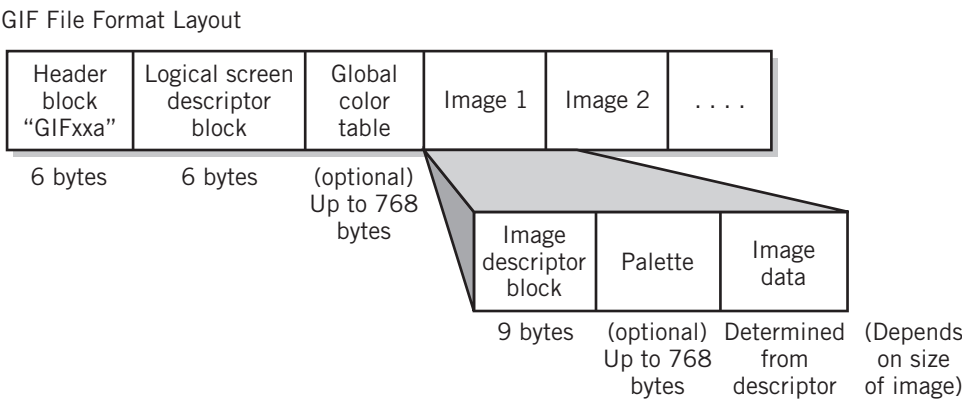 GIF File Format Layout
Header
block
“GIFxxa”
Logical screen
descriptor
block
Global
color
table
Image 1
Image 2
. . . .
6 bytes
6 bytes
(optional)
Up to 768
bytes
Image
descriptor
block
Palette
Image
data
9 bytes
(optional)
Up to 768
bytes
Determined
from
descriptor
(Depends
on size
of image)